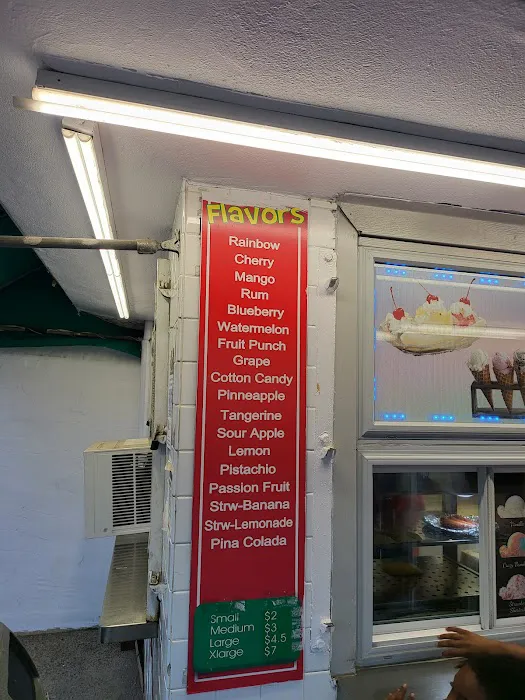 Flavors
Rainbow
Cherry
Mango
Rum
Blueberry
Watermelon
Fruit Punch
Grape
Cotton Candy
Pinneapple
Tangerine
Sour Apple
Lemon
Pistachio
Passion Fruit
Strw-Banana
Strw-Lemonade
Pina Colada
Small $2
Medium $3
Large $4.5
Xlarge $7